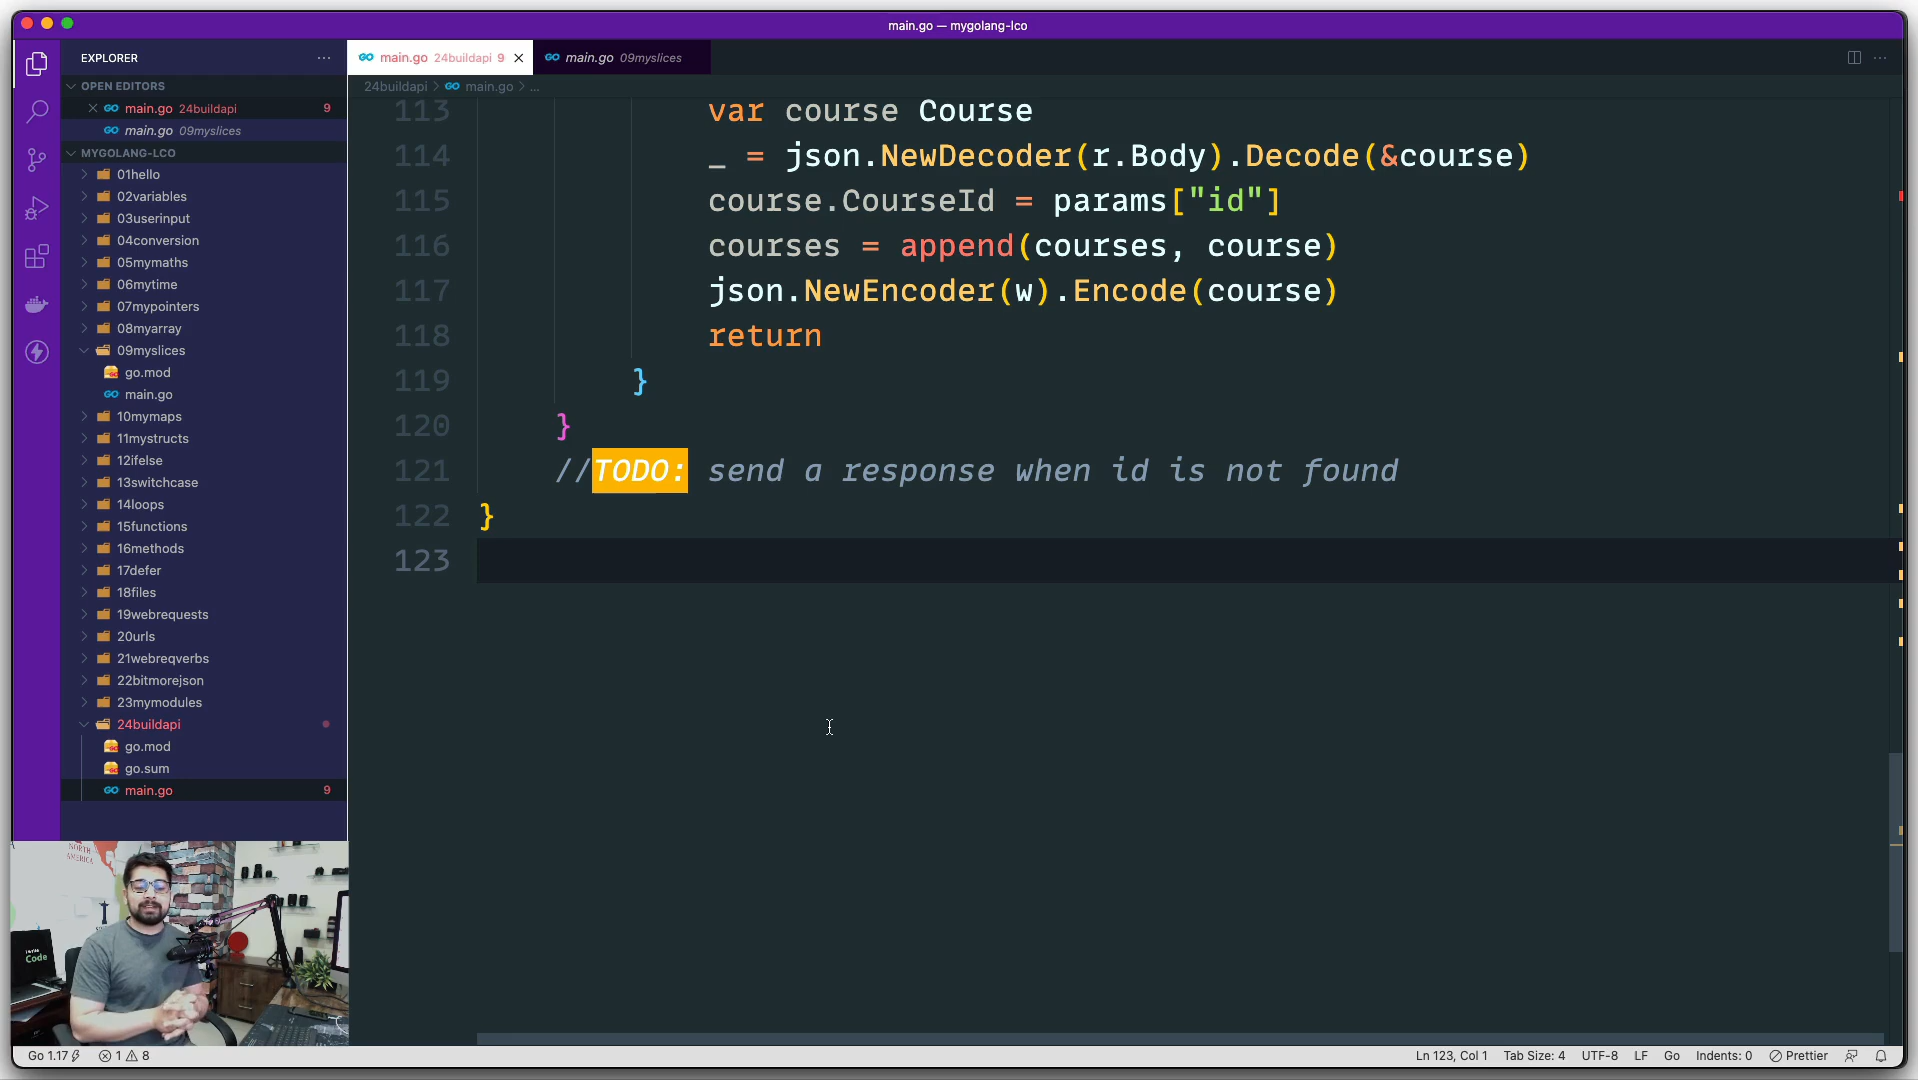 main.go — mygolang-lco
EXPLORER
OPEN EDITORS
main.go 24buildapi 9
main.go 09myslices
MYGOLANG-LCO
01hello
02variables
03userinput
04conversion
05mymaths
06mytime
07mypointers
08myarray
09myslices
go.mod
main.go
10mymaps
11mystructs
12ifelse
13switchcase
14loops
15functions
16methods
17defer
18files
19webrequests
20urls
21webreqverbs
22bitmorejson
23mymodules
24buildapi
go.mod
go.sum
main.go 9
main.go 24buildapi 9
main.go 09myslices
24buildapi > main.go > ...
113 var course Course
114 _ = json.NewDecoder(r.Body).Decode(&course)
115 course.CourseId = params["id"]
116 courses = append(courses, course)
117 json.NewEncoder(w).Encode(course)
118 return
119 }
120 }
121 //TODO: send a response when id is not found
122 }
123
NORTH
AMERICA
Code
Go 1.17 1 8
Ln 123, Col 1 Tab Size: 4 UTF-8 LF Go Indents: 0 Prettier